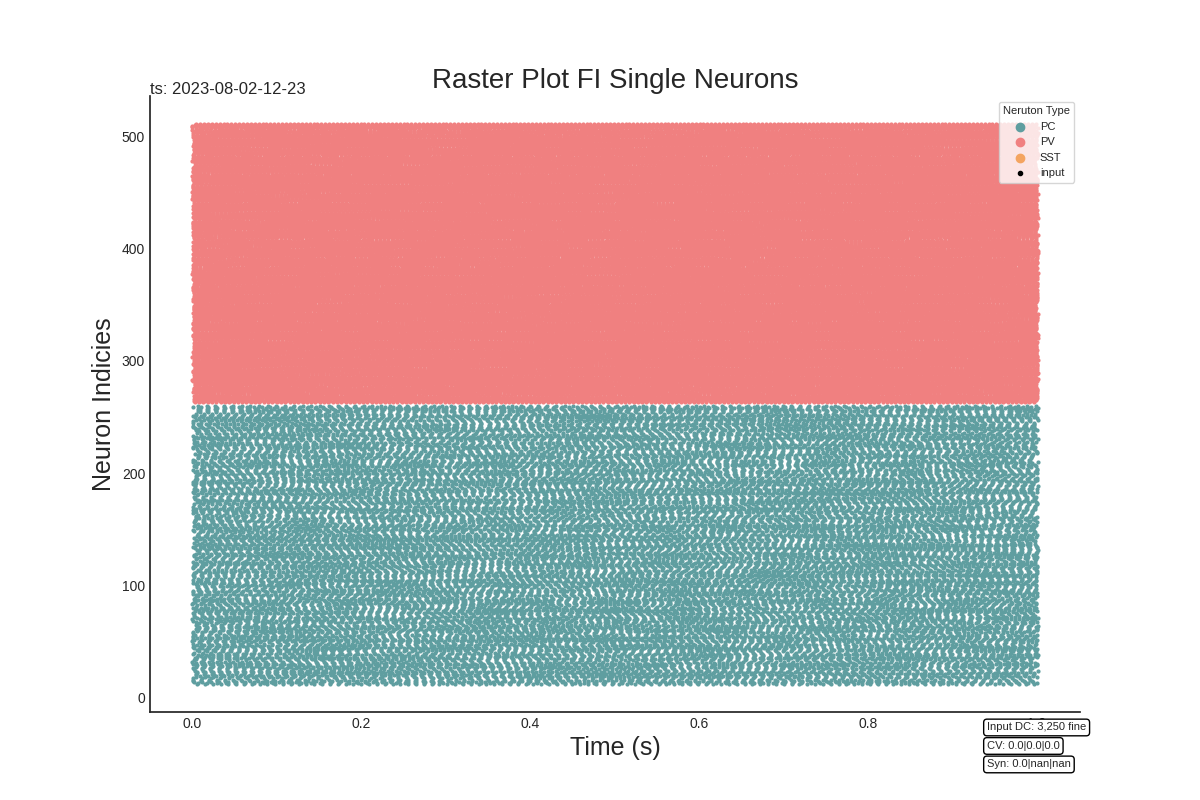 Raster Plot FI Single Neurons
ts: 2023-08-02-12-23
Neruton Type
PC
PV
SST
input
500
400
300
200
100
0
Neuron Indicies
0.0
0.2
0.4
0.6
0.8
Time (s)
Input DC: 3,250 fine
CV: 0.0|0.0|0.0
Syn: 0.0|nan|nan